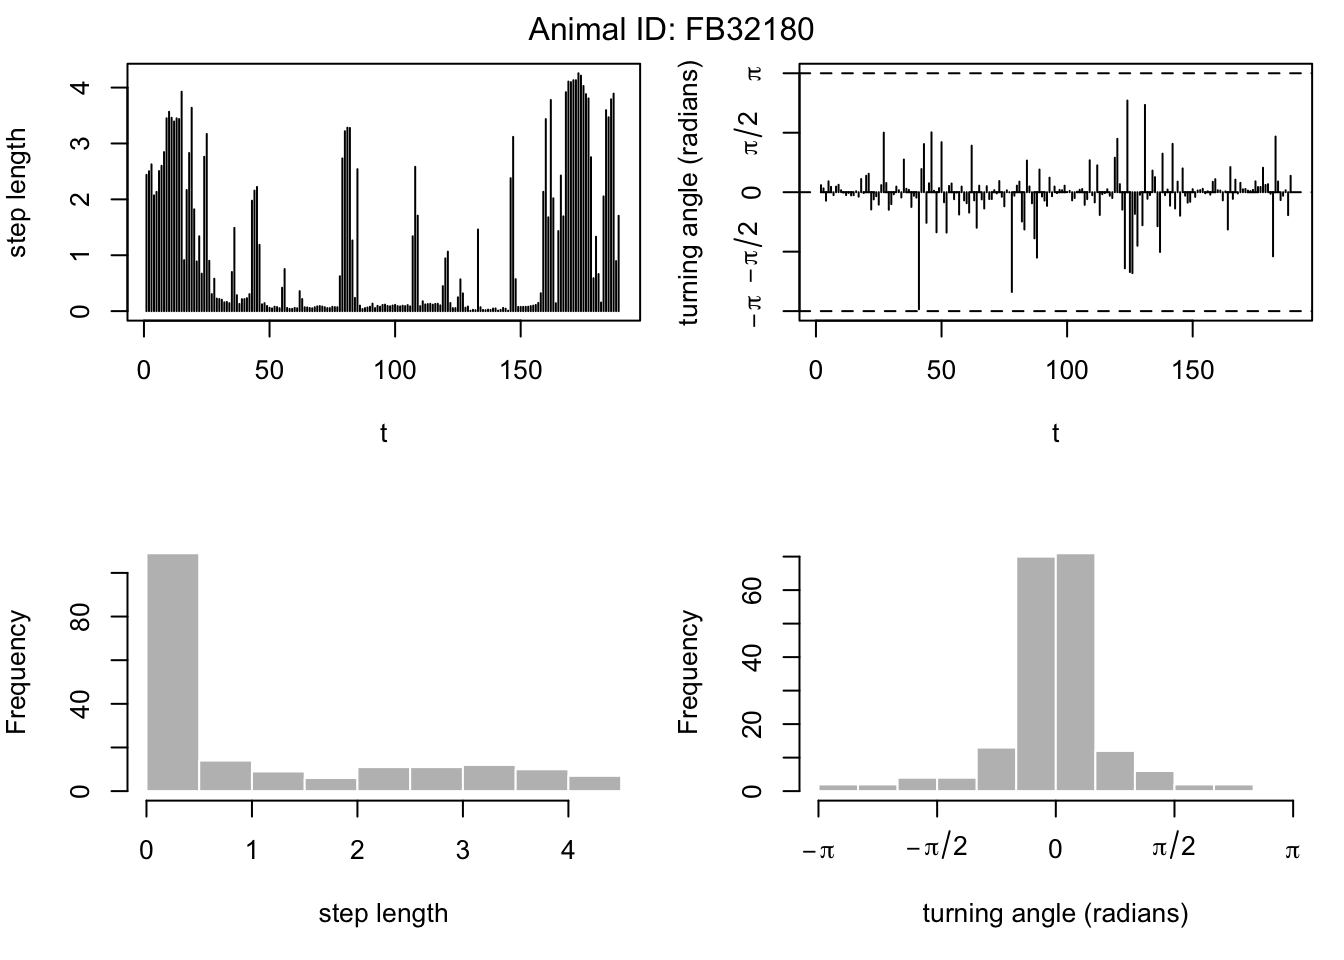 Animal ID: FB32180
step length
4
3
2
1
0
0 50 100 150
t
turning angle (radians)
π
π/2
0
−π/2
−π
0 50 100 150
t
Frequency
80
40
0
0 1 2 3 4
step length
Frequency
60
40
20
0
−π −π/2 0 π/2 π
turning angle (radians)